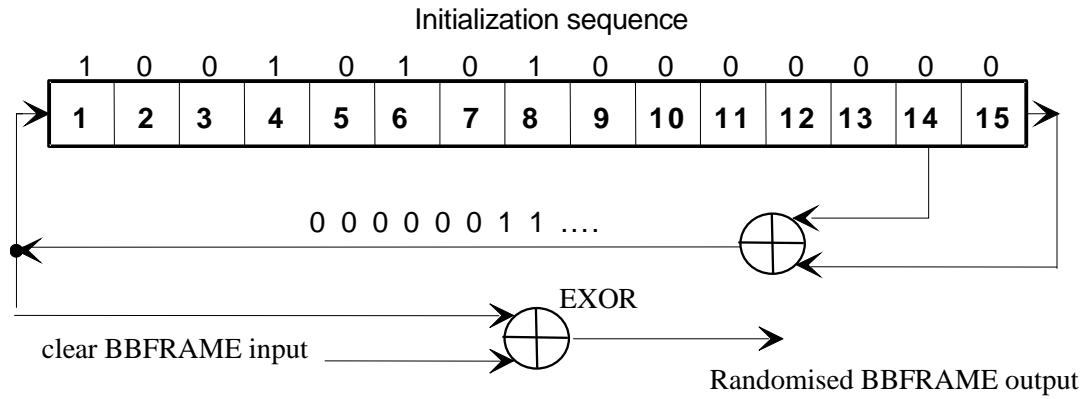 Initialization sequence
1 0 0 1 0 1 0 1 0 0 0 0 0 0 0
1 2 3 4 5 6 7 8 9 10 11 12 13 14 15
0 0 0 0 0 0 1 1 ....
EXOR
clear BBFRAME input
Randomised BBFRAME output